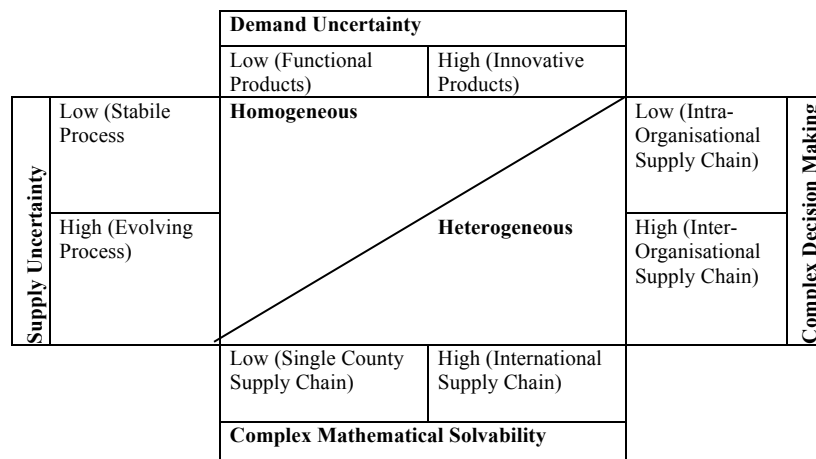 Demand Uncertainty
Low (Functional
Products)
High (Innovative
Products)
Supply Uncertainty
Low (Stabile
Process
Homogeneous
Low (Intra-
Organisational
Supply Chain)
Complex Decision Making
High (Evolving
Process)
Heterogeneous
High (Inter-
Organisational
Supply Chain)
Low (Single County
Supply Chain)
High (International
Supply Chain)
Complex Mathematical Solvability